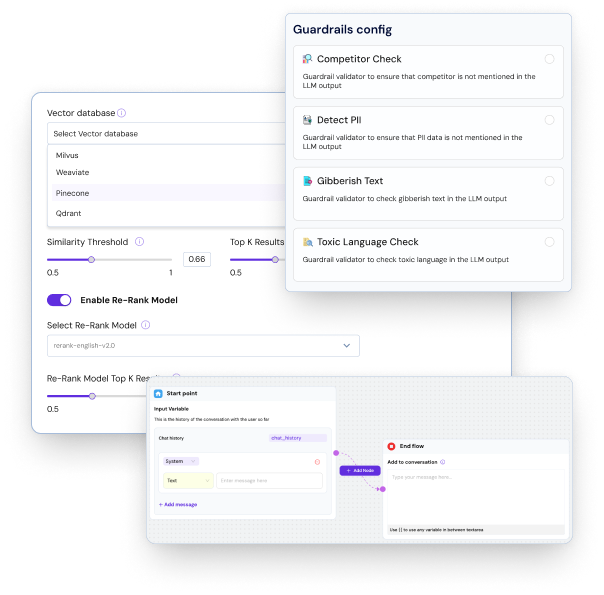 Guardrails config
Competitor Check
Guardrail validator to ensure that competitor is not mentioned in the
LLM output
Detect PII
Guardrail validator to ensure that PII data is not mentioned in the
LLM output
Gibberish Text
Guardrail validator to check gibberish text in the LLM output
Toxic Language Check
Guardrail validator to check toxic language in the LLM output
Vector database
Select Vector database
Milvus
Weaviate
Pinecone
Qdrant
Similarity Threshold
0.66
0.5 1
Top K Results
0.5
Enable Re-Rank Model
Select Re-Rank Model
rerank-english-v2.0
Re-Rank Model Top K Results
0.5
Start point
Input Variable
This is the history of the conversation with the user so far
Chat history chat_history
System
Text Enter message here
+ Add message
+ Add Node
End flow
Add to conversation
Type your message here...
Use {} to use any variable in between textarea